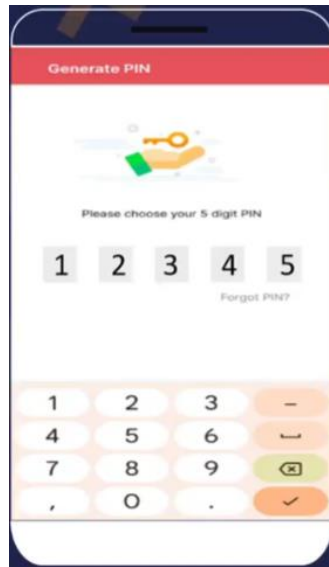 Generate PIN
Please choose your 5 digit PIN
1 2 3 4 5
Forgot PIN?
1 2 3 -
4 5 6
7 8 9
, 0 .